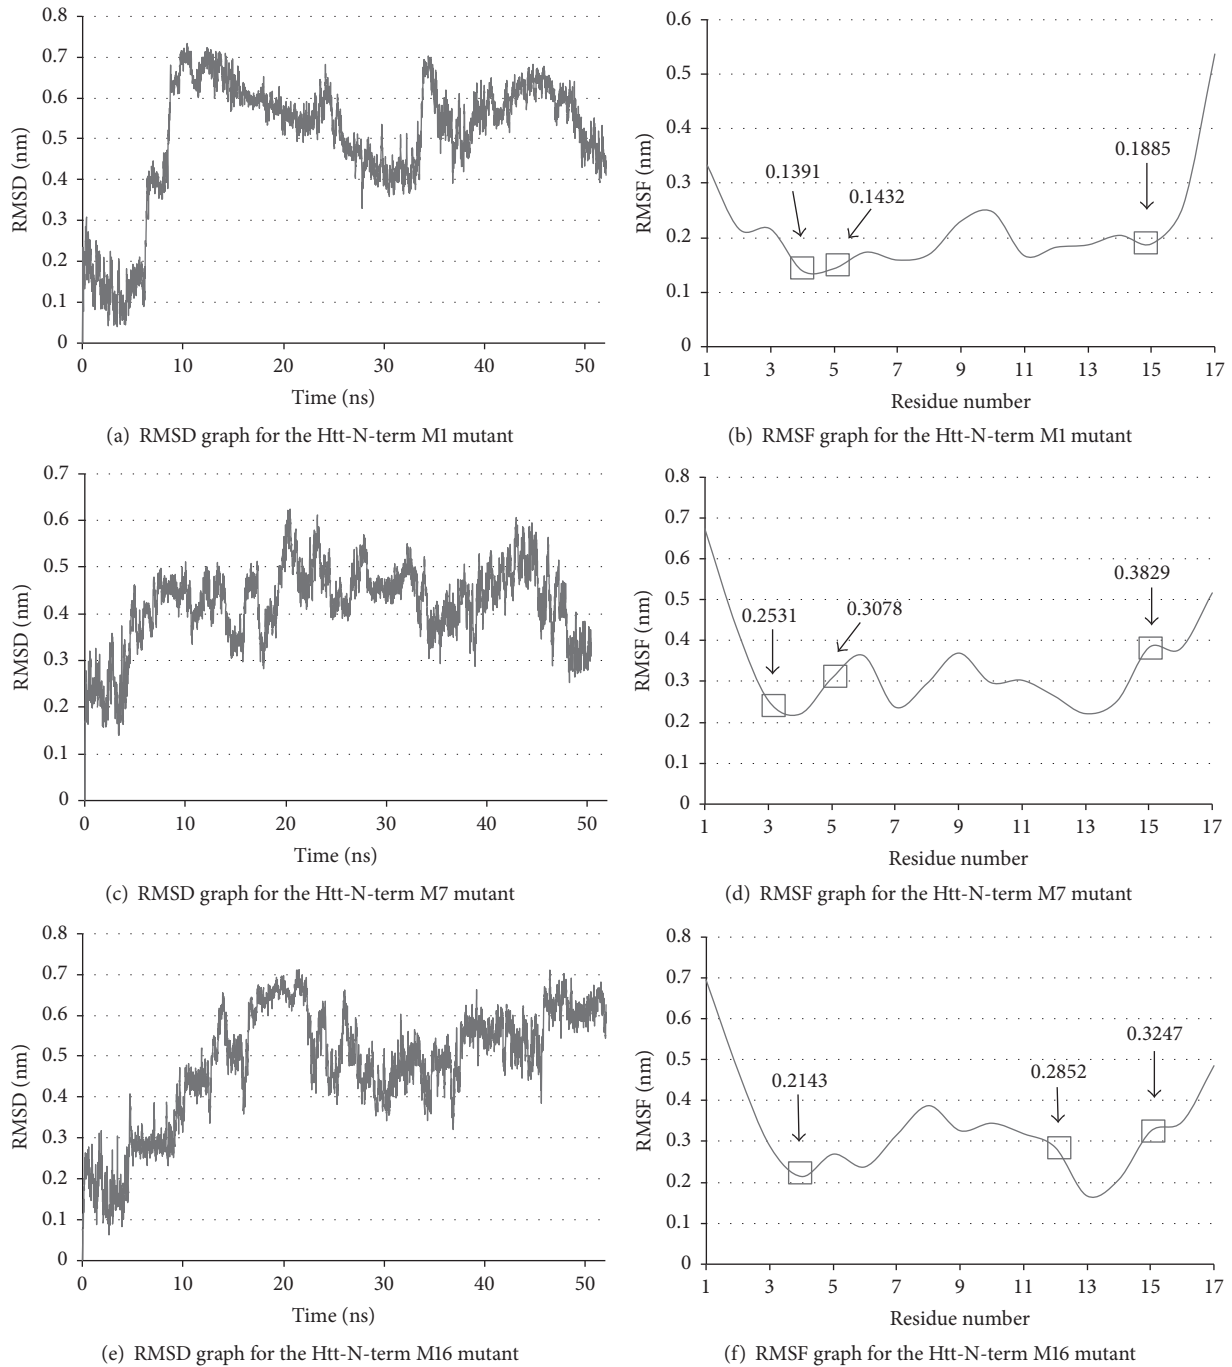 0.8
0.7
0.6
0.5
0.4
0.3
0.2
0.1
0
RMSD (nm)
0 10 20 30 40 50
Time (ns)
(a) RMSD graph for the Htt-N-term M1 mutant
0.6
0.5
0.4
0.3
0.2
0.1
0
RMSF (nm)
0.1391
0.1432
0.1885
1 3 5 7 9 11 13 15 17
Residue number
(b) RMSF graph for the Htt-N-term M1 mutant
0.7
0.6
0.5
0.4
0.3
0.2
0.1
0
RMSD (nm)
0 10 20 30 40 50
Time (ns)
(c) RMSD graph for the Htt-N-term M7 mutant
0.8
0.7
0.6
0.5
0.4
0.3
0.2
0.1
0
RMSF (nm)
0.2531
0.3078
0.3829
1 3 5 7 9 11 13 15 17
Residue number
(d) RMSF graph for the Htt-N-term M7 mutant
0.8
0.7
0.6
0.5
0.4
0.3
0.2
0.1
0
RMSD (nm)
0 10 20 30 40 50
Time (ns)
(e) RMSD graph for the Htt-N-term M16 mutant
0.8
0.7
0.6
0.5
0.4
0.3
0.2
0.1
0
RMSF (nm)
0.2143
0.2852
0.3247
1 3 5 7 9 11 13 15 17
Residue number
(f) RMSF graph for the Htt-N-term M16 mutant